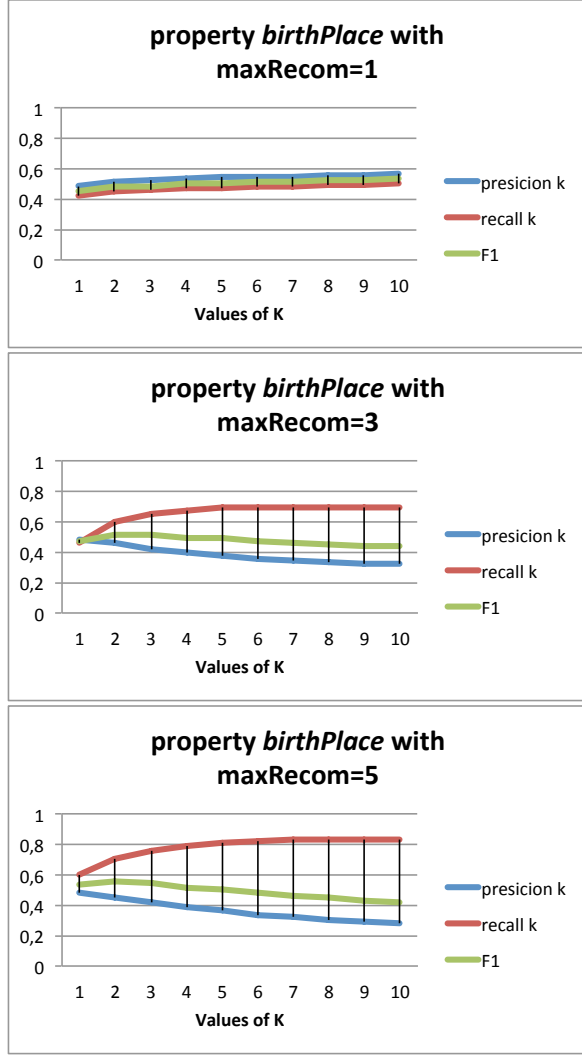 property birthPlace with
maxRecom=1
1
0,8
0,6
0,4
0,2
0
1 2 3 4 5 6 7 8 9 10
Values of K
presicion k
recall k
F1
property birthPlace with
maxRecom=3
1
0,8
0,6
0,4
0,2
0
1 2 3 4 5 6 7 8 9 10
Values of K
presicion k
recall k
F1
property birthPlace with
maxRecom=5
1
0,8
0,6
0,4
0,2
0
1 2 3 4 5 6 7 8 9 10
Values of K
presicion k
recall k
F1